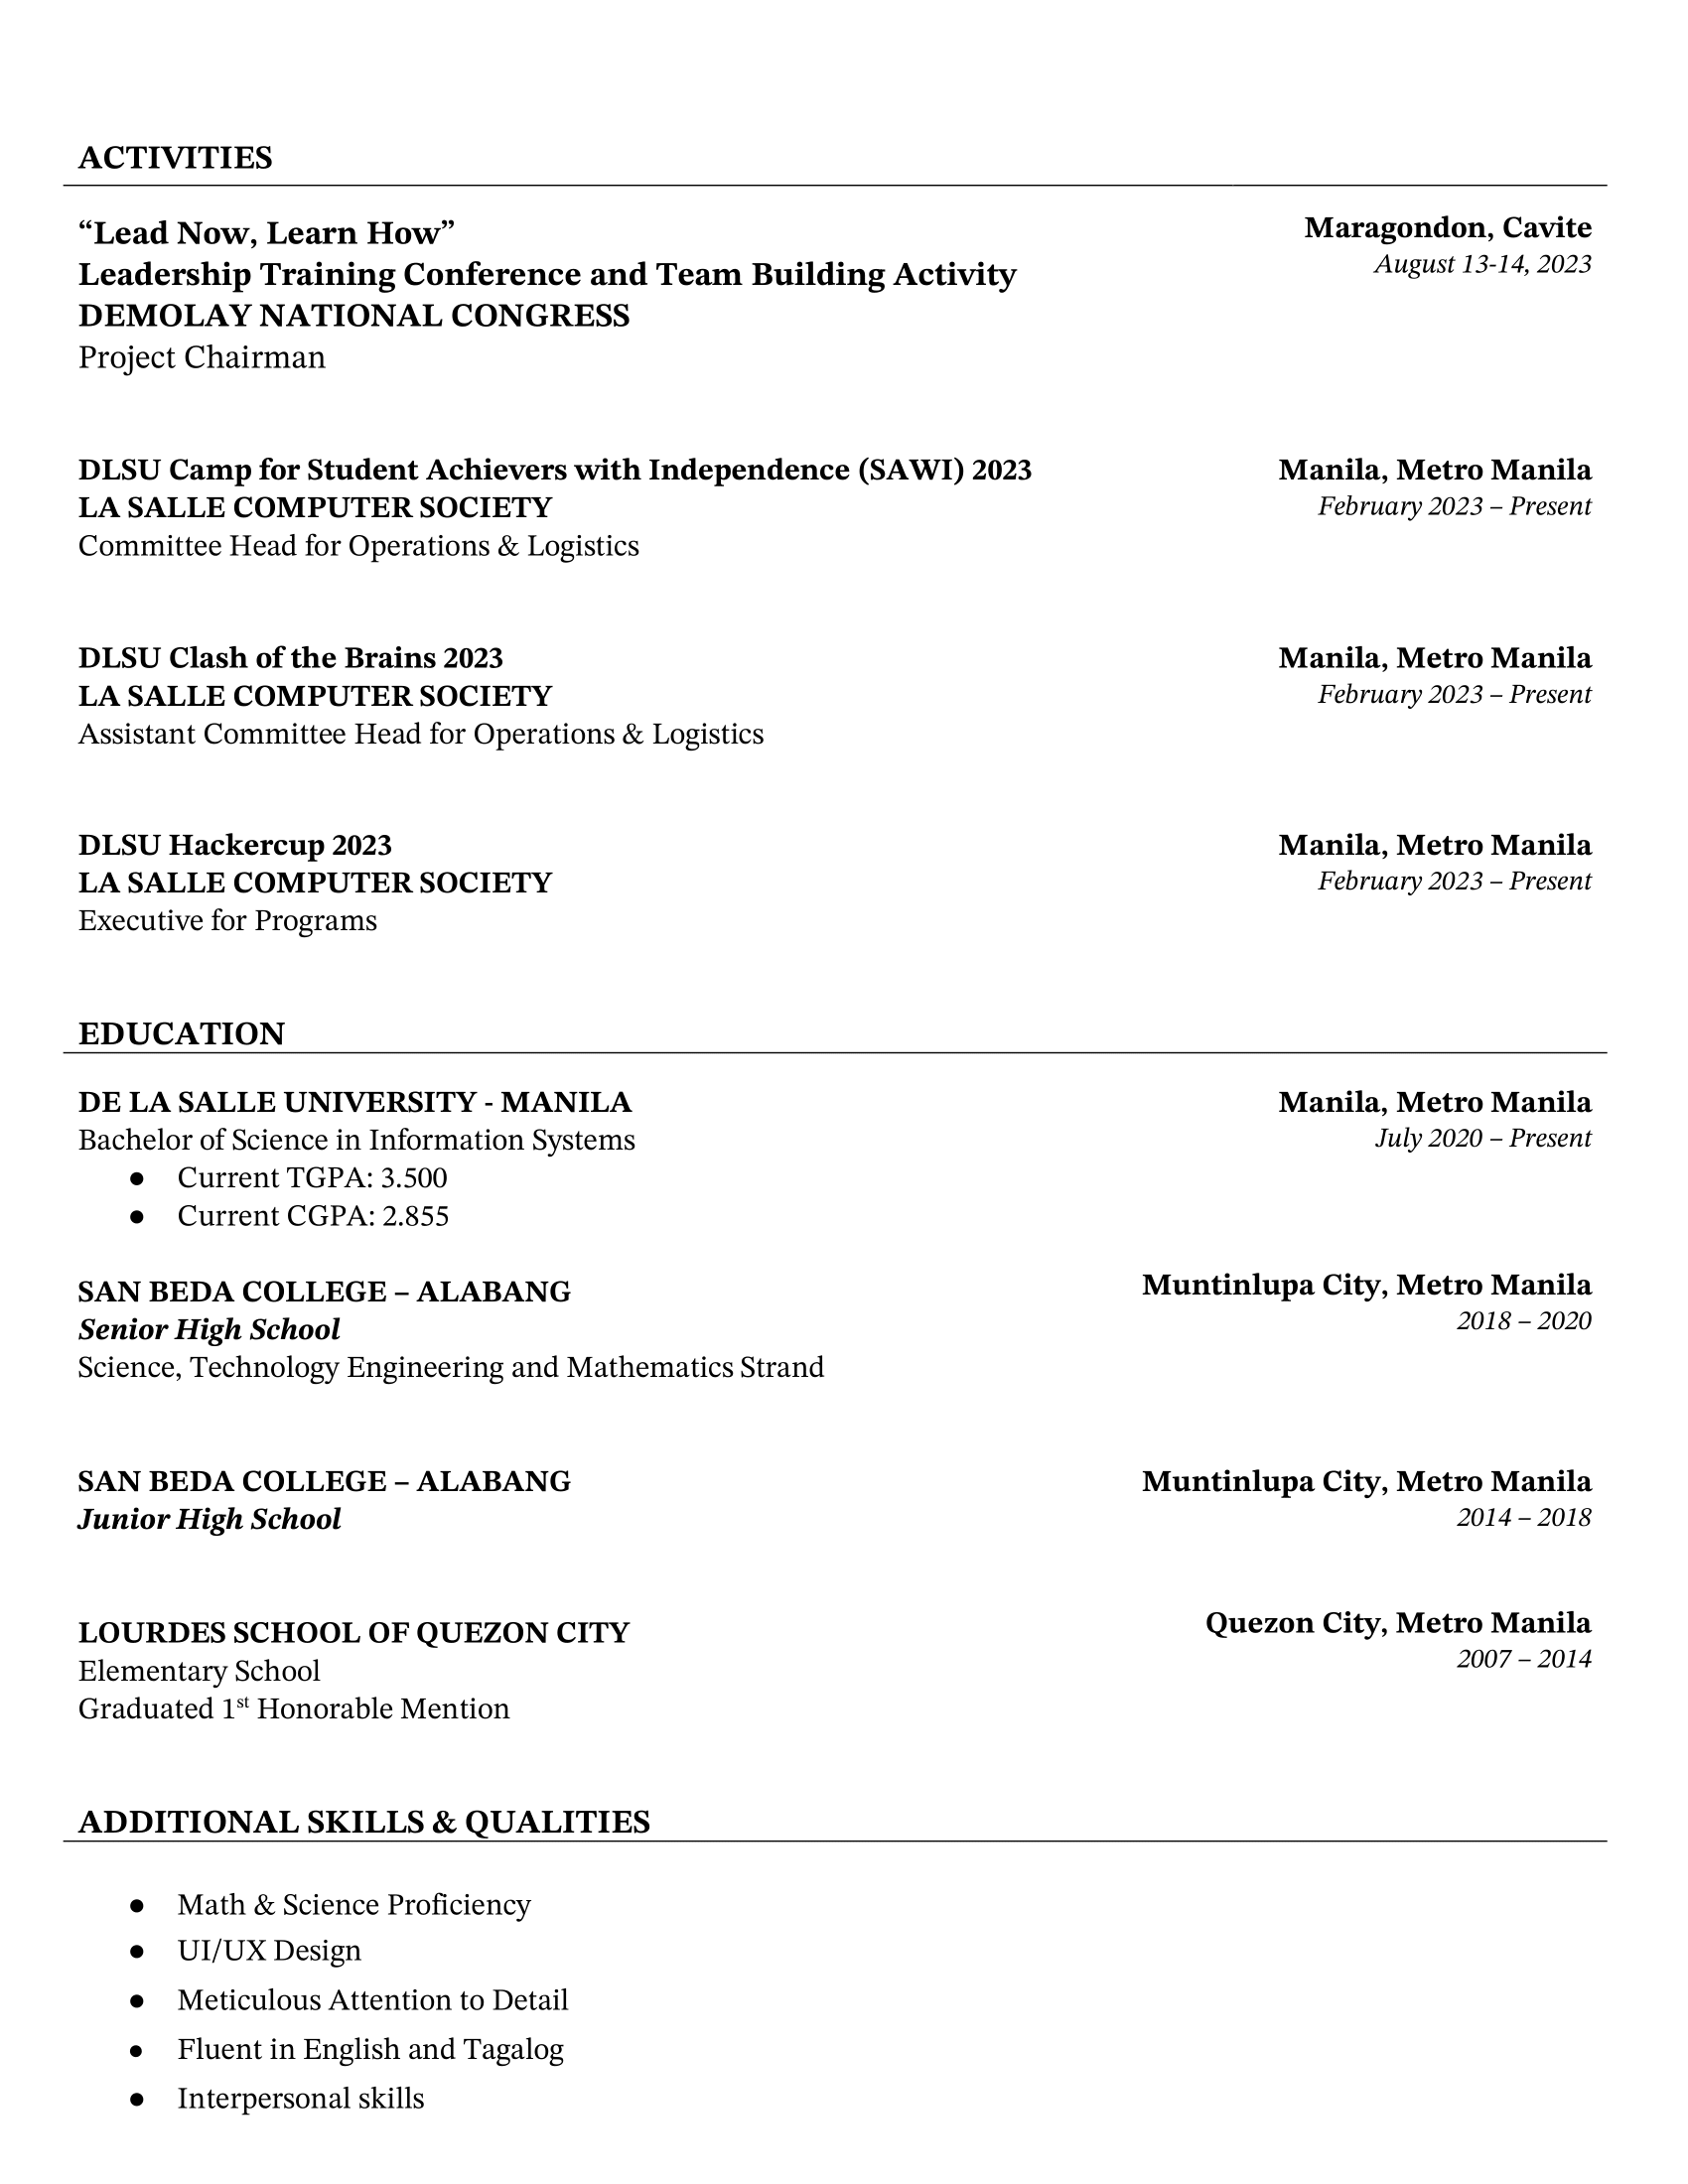 ACTIVITIES
“Lead Now, Learn How”
Maragondon, Cavite
Leadership Training Conference and Team Building Activity
August 13-14, 2023
DEMOLAY NATIONAL CONGRESS
Project Chairman
DLSU Camp for Student Achievers with Independence (SAWI) 2023
Manila, Metro Manila
LA SALLE COMPUTER SOCIETY
February 2023 – Present
Committee Head for Operations & Logistics
DLSU Clash of the Brains 2023
Manila, Metro Manila
LA SALLE COMPUTER SOCIETY
February 2023 – Present
Assistant Committee Head for Operations & Logistics
DLSU Hackercup 2023
Manila, Metro Manila
LA SALLE COMPUTER SOCIETY
February 2023 – Present
Executive for Programs
EDUCATION
DE LA SALLE UNIVERSITY - MANILA
Manila, Metro Manila
Bachelor of Science in Information Systems
July 2020 – Present
● Current TGPA: 3.500
● Current CGPA: 2.855
SAN BEDA COLLEGE – ALABANG
Muntinlupa City, Metro Manila
Senior High School
2018 – 2020
Science, Technology Engineering and Mathematics Strand
SAN BEDA COLLEGE – ALABANG
Muntinlupa City, Metro Manila
Junior High School
2014 – 2018
LOURDES SCHOOL OF QUEZON CITY
Quezon City, Metro Manila
Elementary School
2007 – 2014
Graduated 1st Honorable Mention
ADDITIONAL SKILLS & QUALITIES
● Math & Science Proficiency
● UI/UX Design
● Meticulous Attention to Detail
● Fluent in English and Tagalog
● Interpersonal skills